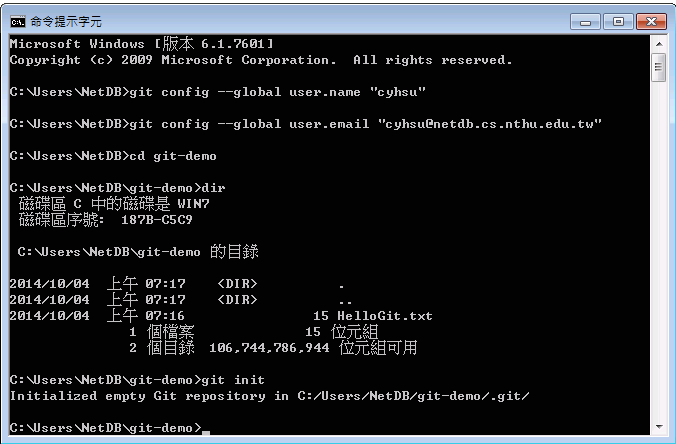 命令提示字元
Microsoft Windows [版本 6.1.7601]
Copyright (c) 2009 Microsoft Corporation.  All rights reserved.
C:\Users\NetDB>git config --global user.name "cyhsu"
C:\Users\NetDB>git config --global user.email "cyhsu@netdb.cs.nthu.edu.tw"
C:\Users\NetDB>cd git-demo
C:\Users\NetDB\git-demo>dir
 磁碟區 C 中的磁碟是 WIN7
 磁碟區序號:  187B-C5C9
 C:\Users\NetDB\git-demo 的目錄
2014/10/04  上午 07:17    <DIR>          .
2014/10/04  上午 07:17    <DIR>          ..
2014/10/04  上午 07:16                15 HelloGit.txt
               1 個檔案              15 位元組
               2 個目錄  106,744,786,944 位元組可用
C:\Users\NetDB\git-demo>git init
Initialized empty Git repository in C:/Users/NetDB/git-demo/.git/
C:\Users\NetDB\git-demo>_